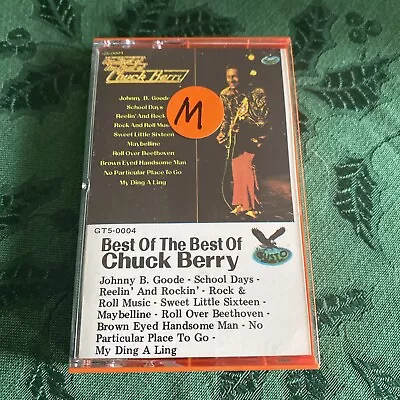 GT5-0004
Chuck Berry
Johnny B. Goode
School Days
Reelin' And Rock
Rock And Roll Music
Sweet Little Sixteen
Maybelline
Roll Over Beethoven
Brown Eyed Handsome Man
No Particular Place To Go
My Ding A Ling
M
GT5-0004
Best Of The Best Of
Chuck Berry
GUSTO
Johnny B. Goode - School Days -
Reelin' And Rockin' - Rock &
Roll Music - Sweet Little Sixteen -
Maybelline - Roll Over Beethoven -
Brown Eyed Handsome Man - No
Particular Place To Go -
My Ding A Ling